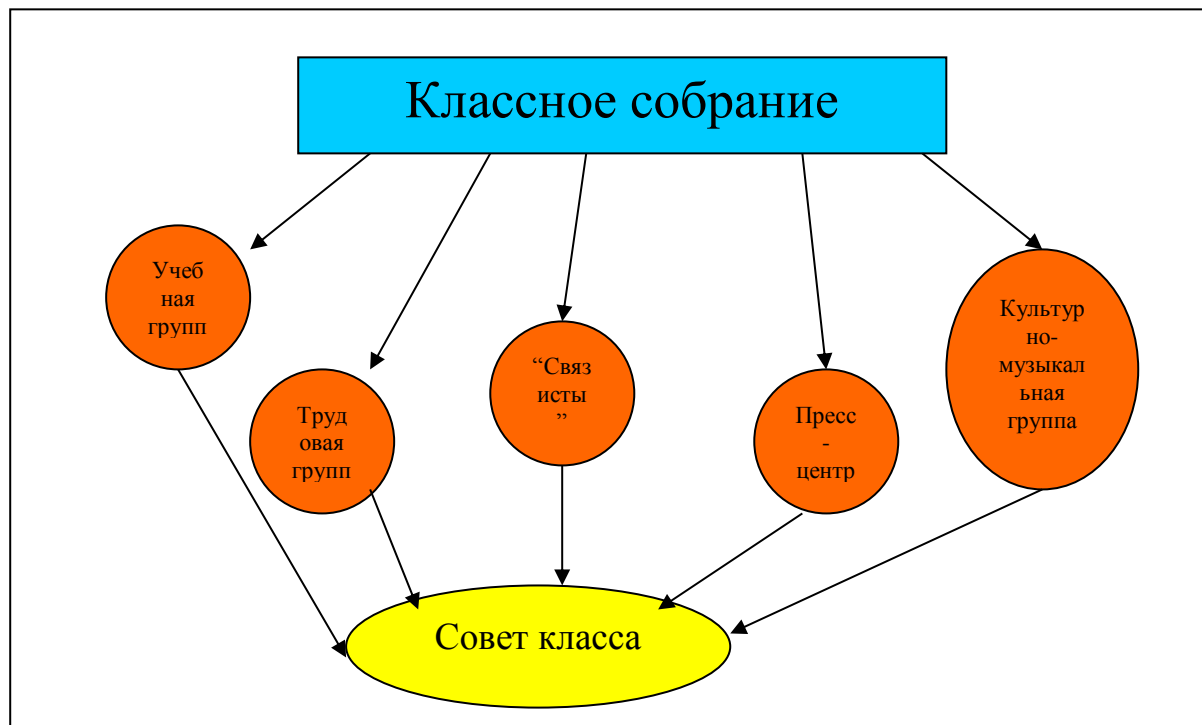 Классное собрание
Учеб
ная
групп
Труд
овая
групп
“Связ
исты
”
Пресс
-
центр
Культур
но-
музыкал
ьная
группа
Совет класса